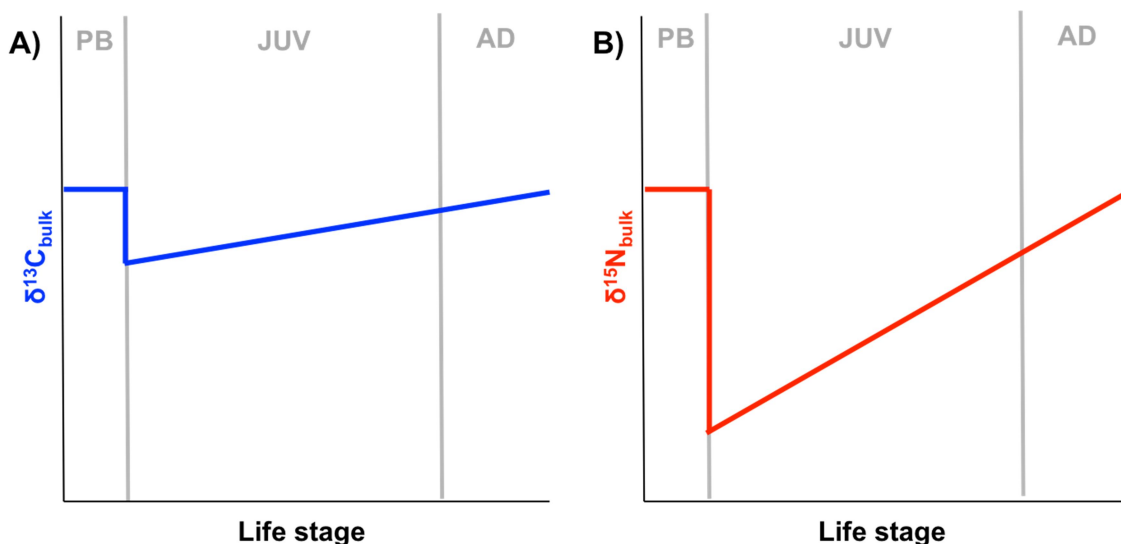 A)
PB JUV AD
δ13Cbulk
Life stage
B)
PB JUV AD
δ15Nbulk
Life stage